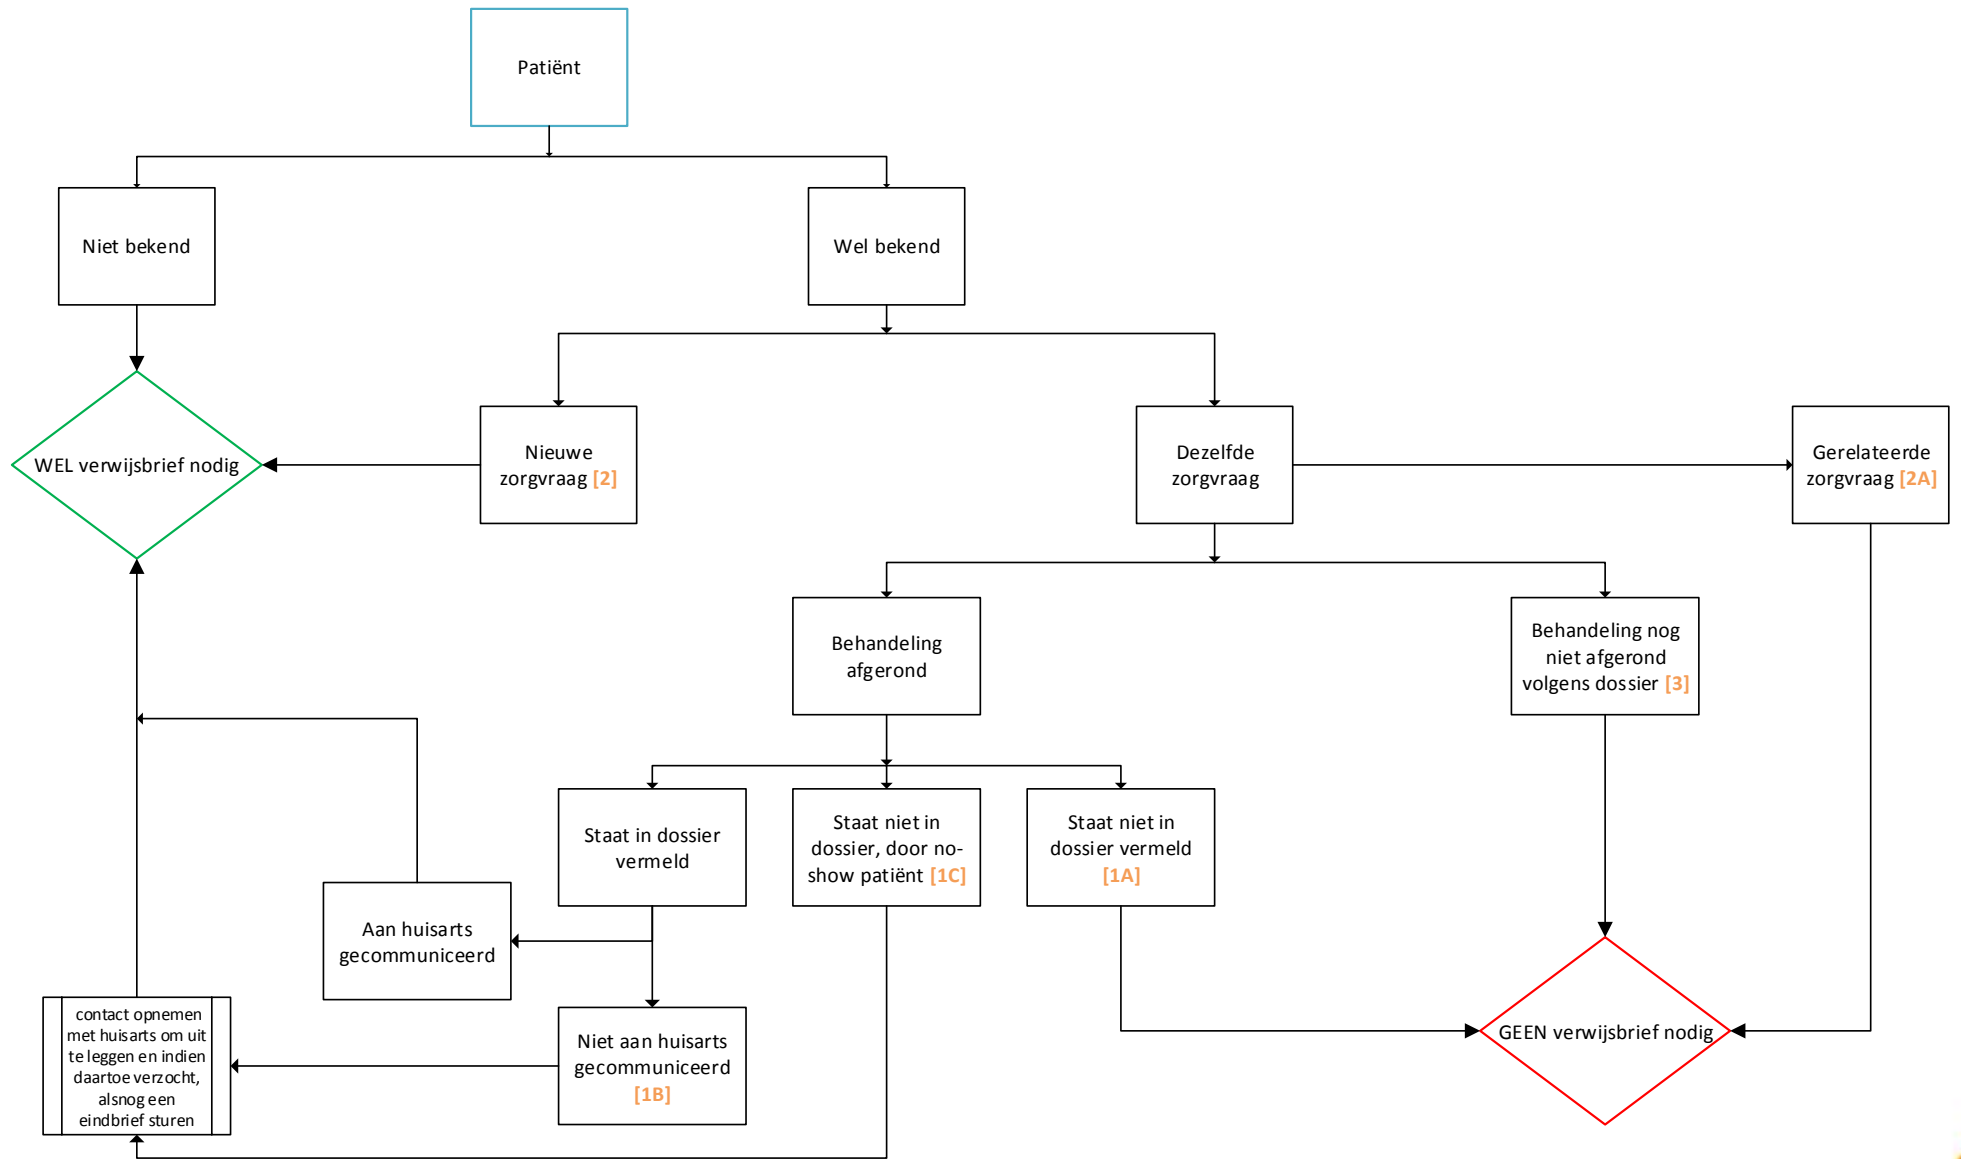 Patiënt
Niet bekend
Wel bekend
WEL verwijsbrief nodig
Nieuwe
zorgvraag [2]
Dezelfde
zorgvraag
Gerelateerde
zorgvraag [2A]
Behandeling
afgerond
Behandeling nog
niet afgerond
volgens dossier [3]
Staat in dossier
vermeld
Staat niet in
dossier, door no-
show patiënt [1C]
Staat niet in
dossier vermeld
[1A]
Aan huisarts
gecommuniceerd
contact opnemen
met huisarts om uit
te leggen en indien
daartoe verzocht,
alsnog een
eindbrief sturen
Niet aan huisarts
gecommuniceerd
[1B]
GEEN verwijsbrief nodig